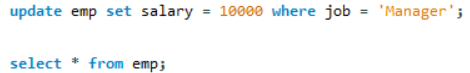 update emp set salary = 10000 where job = 'Manager';
select * from emp;